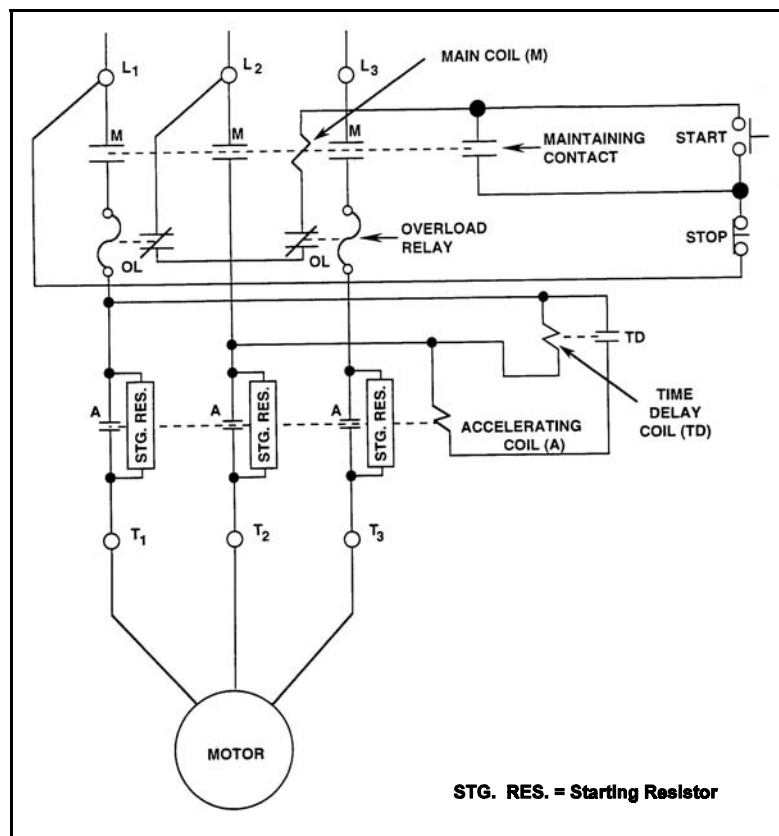 L1
L2
L3
MAIN COIL (M)
M
M
M
MAINTAINING
CONTACT
START
OVERLOAD
RELAY
STOP
OL
OL
TD
A
STG. RES.
A
STG. RES.
A
STG. RES.
ACCELERATING
COIL (A)
TIME
DELAY
COIL (TD)
T1
T2
T3
MOTOR
STG. RES. = Starting Resistor